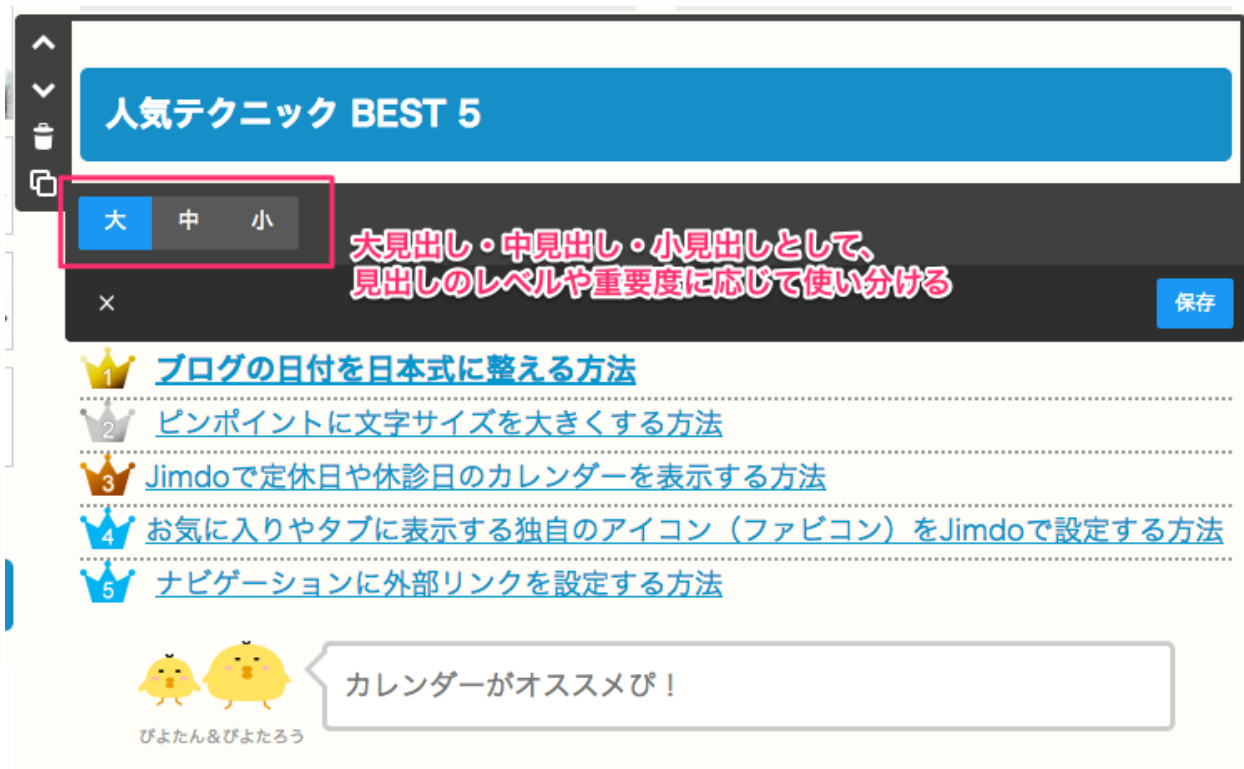 人気テクニック BEST 5
大 中 小
大見出し・中見出し・小見出しとして、
見出しのレベルや重要度に応じて使い分ける
× 保存
1 ブログの日付を日本式に整える方法
2 ピンポイントに文字サイズを大きくする方法
3 Jimdoで定休日や休診日のカレンダーを表示する方法
4 お気に入りやタブに表示する独自のアイコン（ファビコン）をJimdoで設定する方法
5 ナビゲーションに外部リンクを設定する方法
カレンダーがオススメぴ！
ぴよたん&ぴよたろう